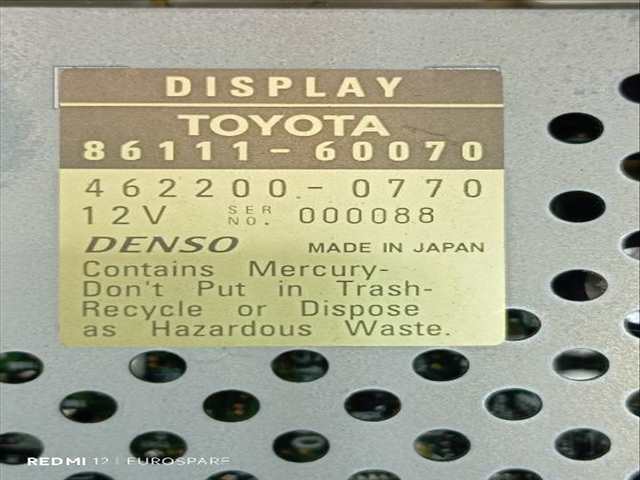 DISPLAY
TOYOTA
86111-60070
462200-0770
12V SER NO. 000088
DENSO MADE IN JAPAN
Contains Mercury-
Don't Put in Trash-
Recycle or Dispose
as Hazardous Waste.
REDMI 12 | EUROSPARE